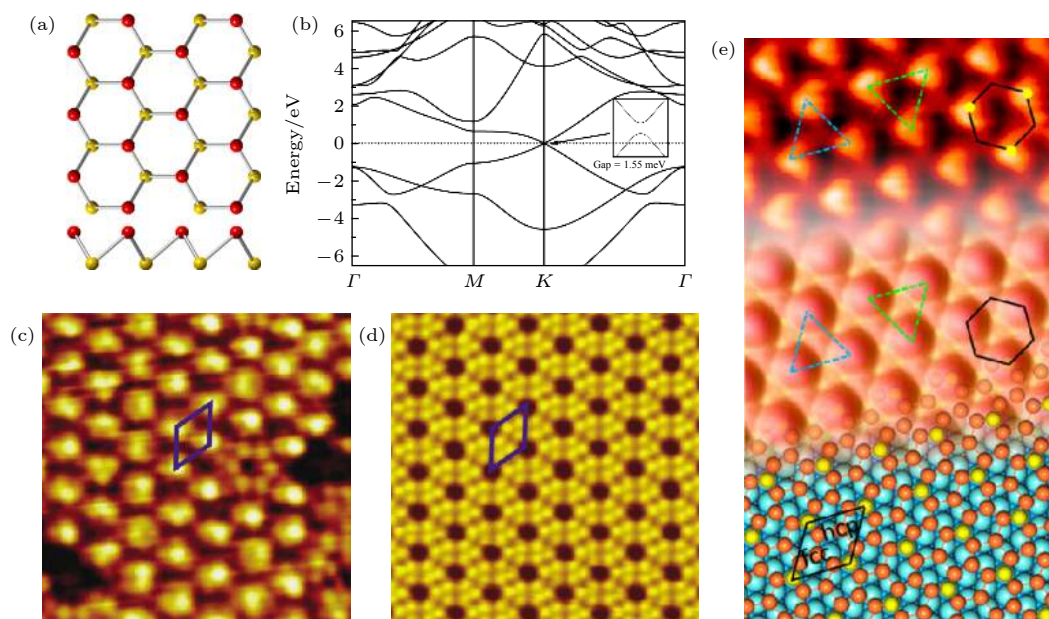 (a)
(b)
Energy/eV
6
4
2
0
−2
−4
−6
Γ
M
K
Γ
Gap = 1.55 meV
(c)
(d)
(e)
hcp
fcc